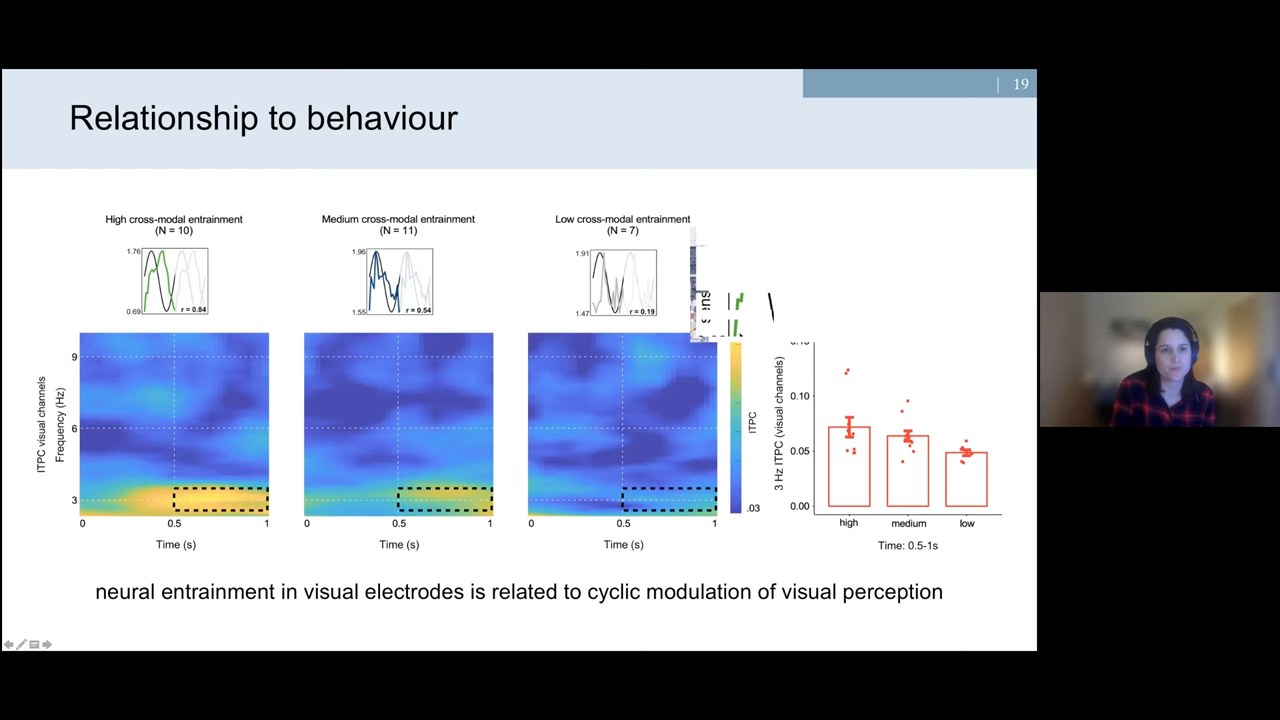 19
Relationship to behaviour
High cross-modal entrainment
(N = 10)
1.76
0.69
r = 0.84
Medium cross-modal entrainment
(N = 11)
1.96
1.55
r = 0.54
Low cross-modal entrainment
(N = 7)
1.91
1.47
r = 0.19
ITPC visual channels
Frequency (Hz)
9
6
3
0 0.5 1
Time (s)
0 0.5 1
Time (s)
0 0.5 1
Time (s)
ITPC
.03
3 Hz ITPC (visual channels)
0.10
0.05
0.00
high medium low
Time: 0.5-1s
neural entrainment in visual electrodes is related to cyclic modulation of visual perception